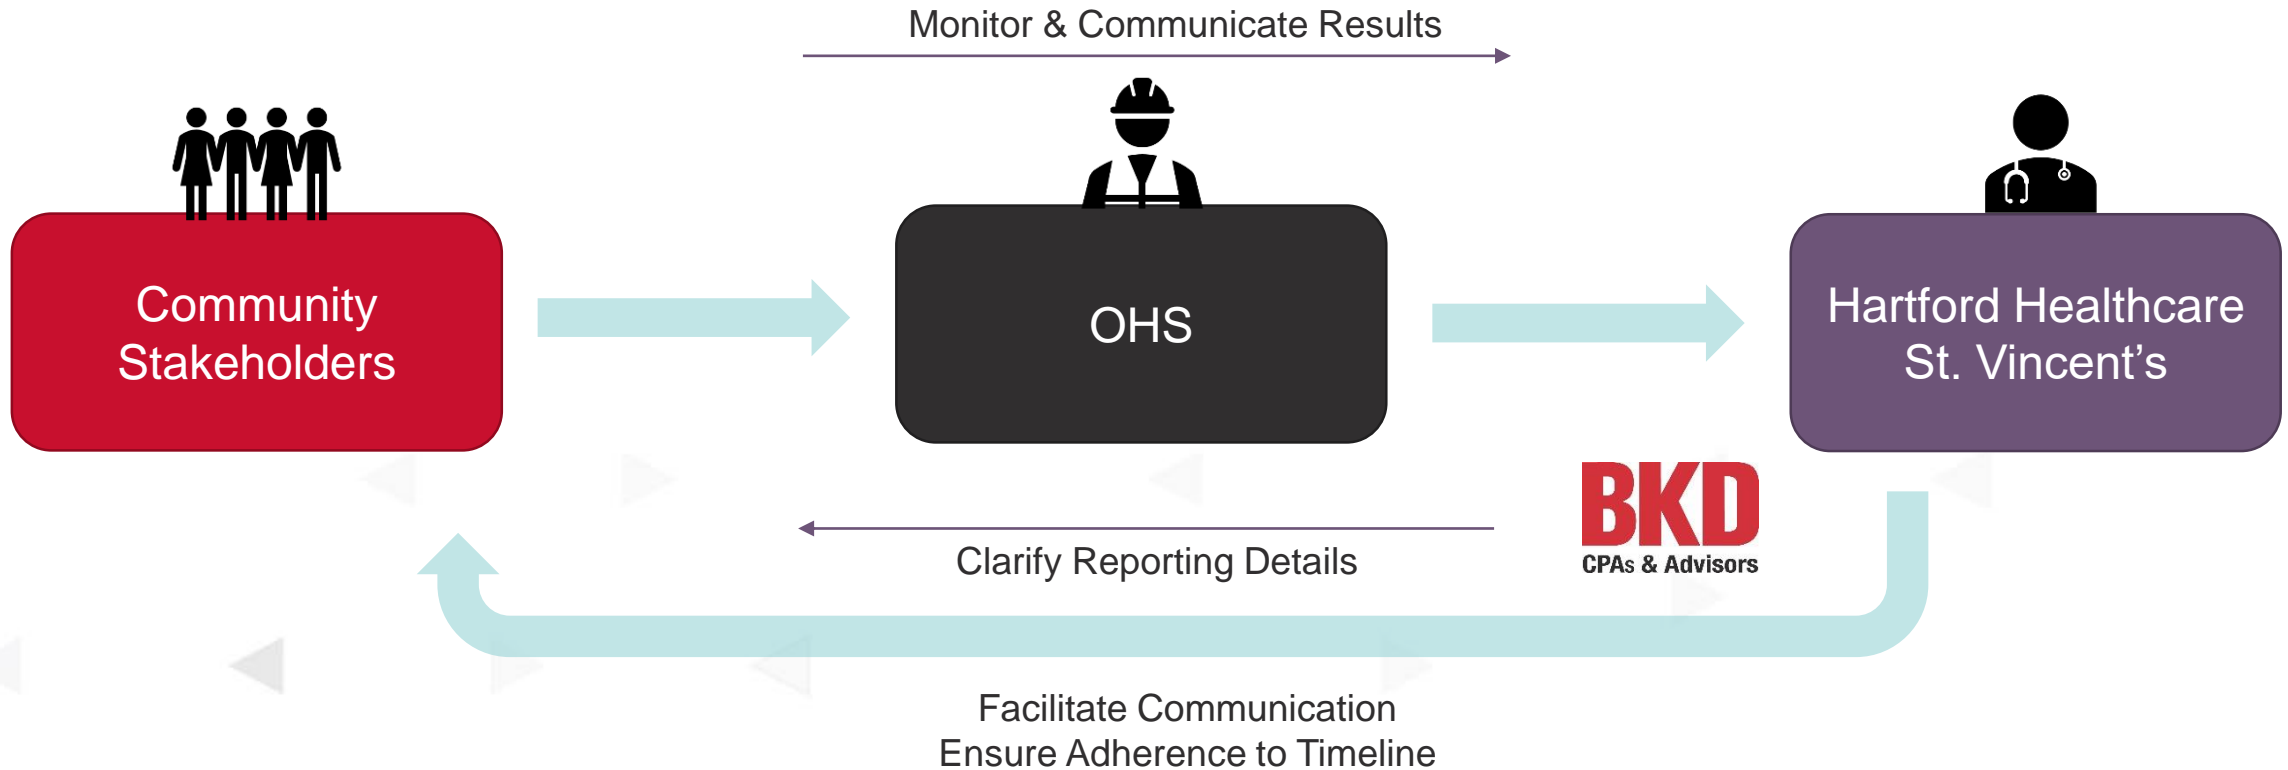 Monitor & Communicate Results
Community
Stakeholders
OHS
Hartford Healthcare
St. Vincent's
BKD
CPAs & Advisors
Clarify Reporting Details
Facilitate Communication
Ensure Adherence to Timeline